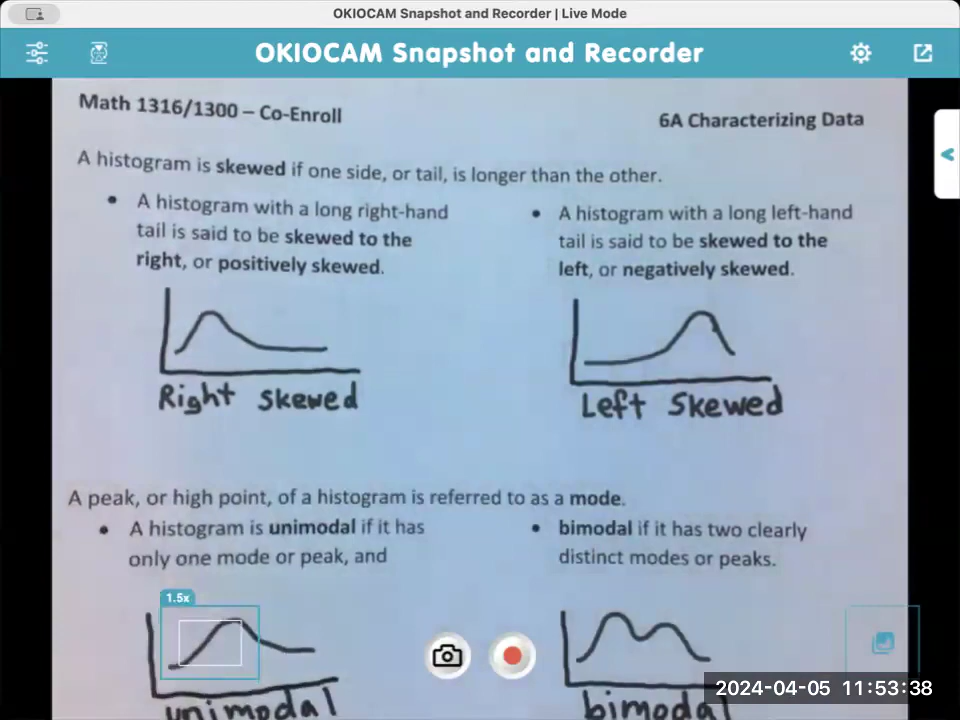 OKIOCAM Snapshot and Recorder | Live Mode
OKIOCAM Snapshot and Recorder
Math 1316/1300 – Co-Enroll
6A Characterizing Data
A histogram is skewed if one side, or tail, is longer than the other.
• A histogram with a long right-hand
tail is said to be skewed to the
right, or positively skewed.
• A histogram with a long left-hand
tail is said to be skewed to the
left, or negatively skewed.
Right Skewed
Left Skewed
A peak, or high point, of a histogram is referred to as a mode.
• A histogram is unimodal if it has
only one mode or peak, and
• bimodal if it has two clearly
distinct modes or peaks.
1.5x
unimodal
bimodal
2024-04-05 11:53:38